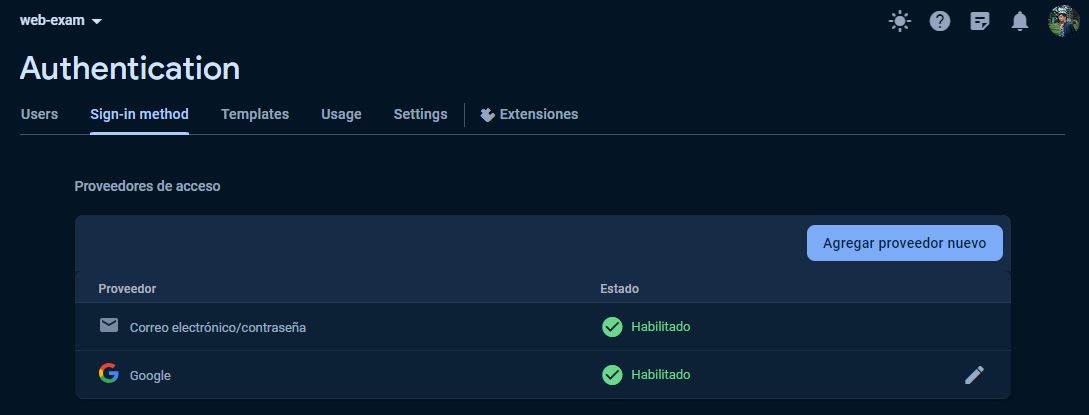 web-exam
Authentication
Users Sign-in method Templates Usage Settings Extensiones
Proveedores de acceso
Agregar proveedor nuevo
Proveedor Estado
Correo electrónico/contraseña Habilitado
Google Habilitado